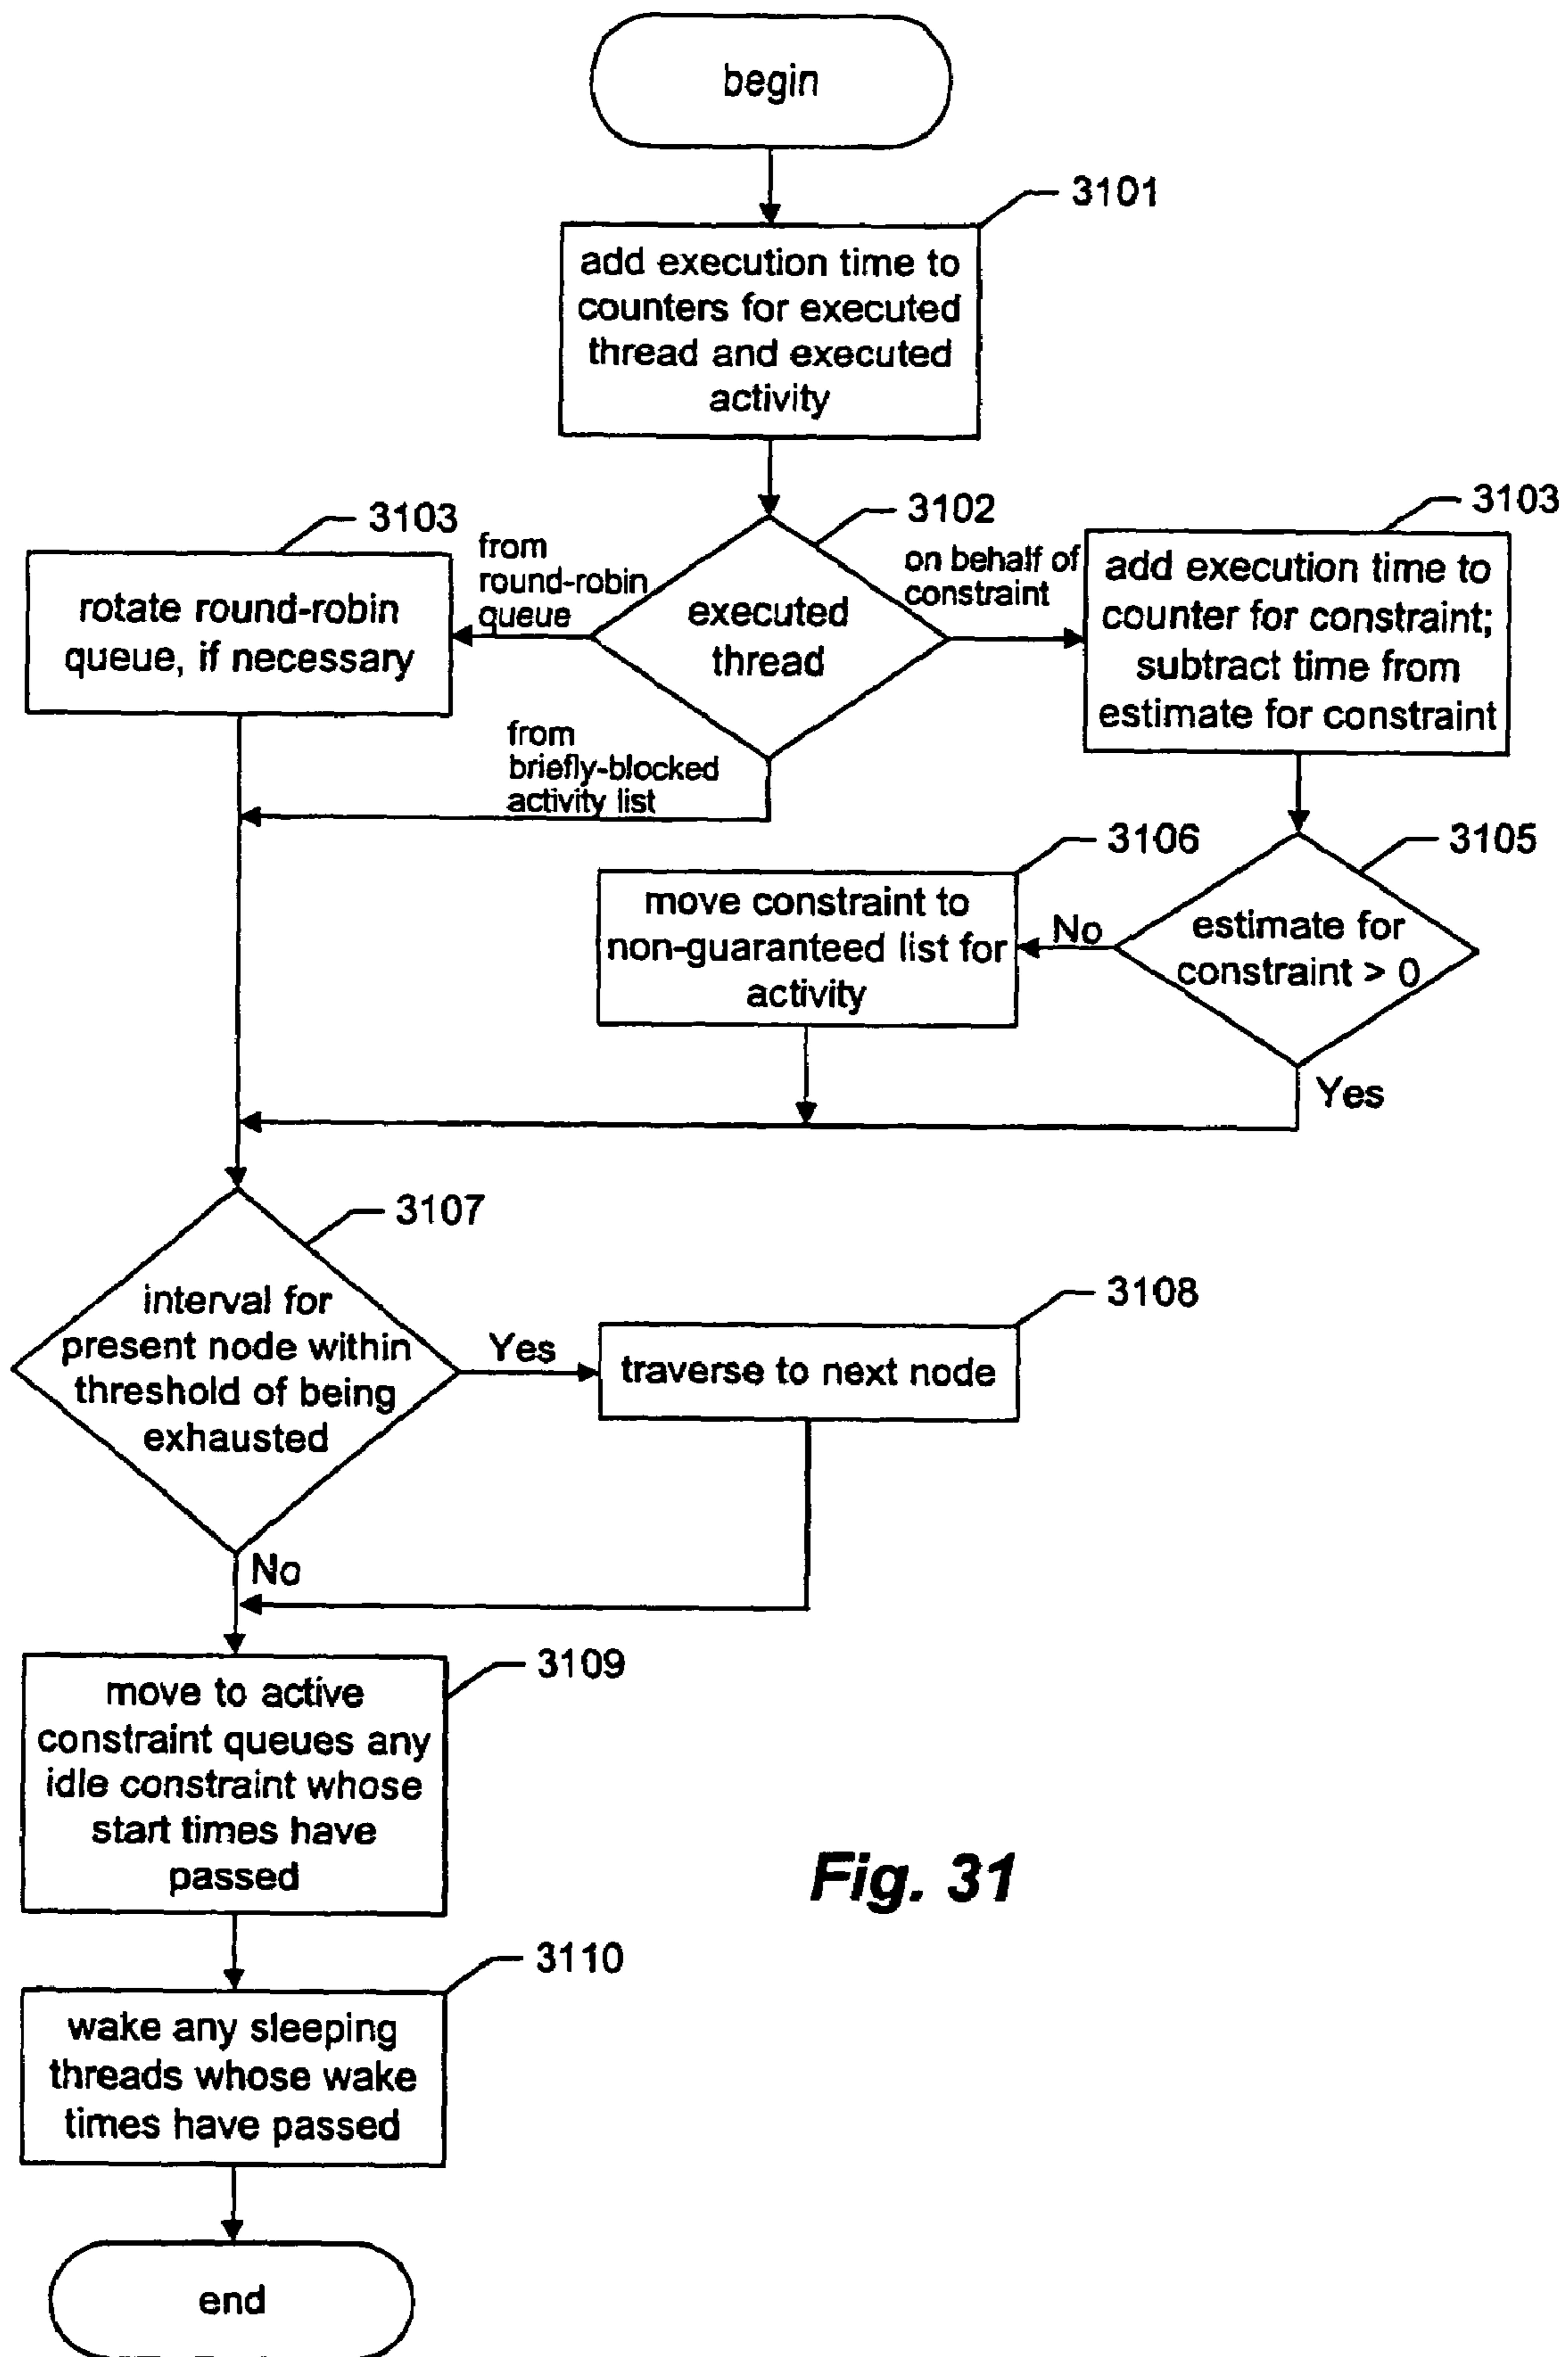 begin
3101
add execution time to
counters for executed
thread and executed
activity
3102
executed
thread
from
round-robin
queue
3103
rotate round-robin
queue, if necessary
on behalf of
constraint
3103
add execution time to
counter for constraint;
subtract time from
estimate for constraint
from
briefly-blocked
activity list
3105
estimate for
constraint > 0
No
Yes
3106
move constraint to
non-guaranteed list for
activity
3107
interval for
present node within
threshold of being
exhausted
Yes
3108
traverse to next node
No
3109
move to active
constraint queues any
idle constraint whose
start times have
passed
3110
wake any sleeping
threads whose wake
times have passed
end
Fig. 31